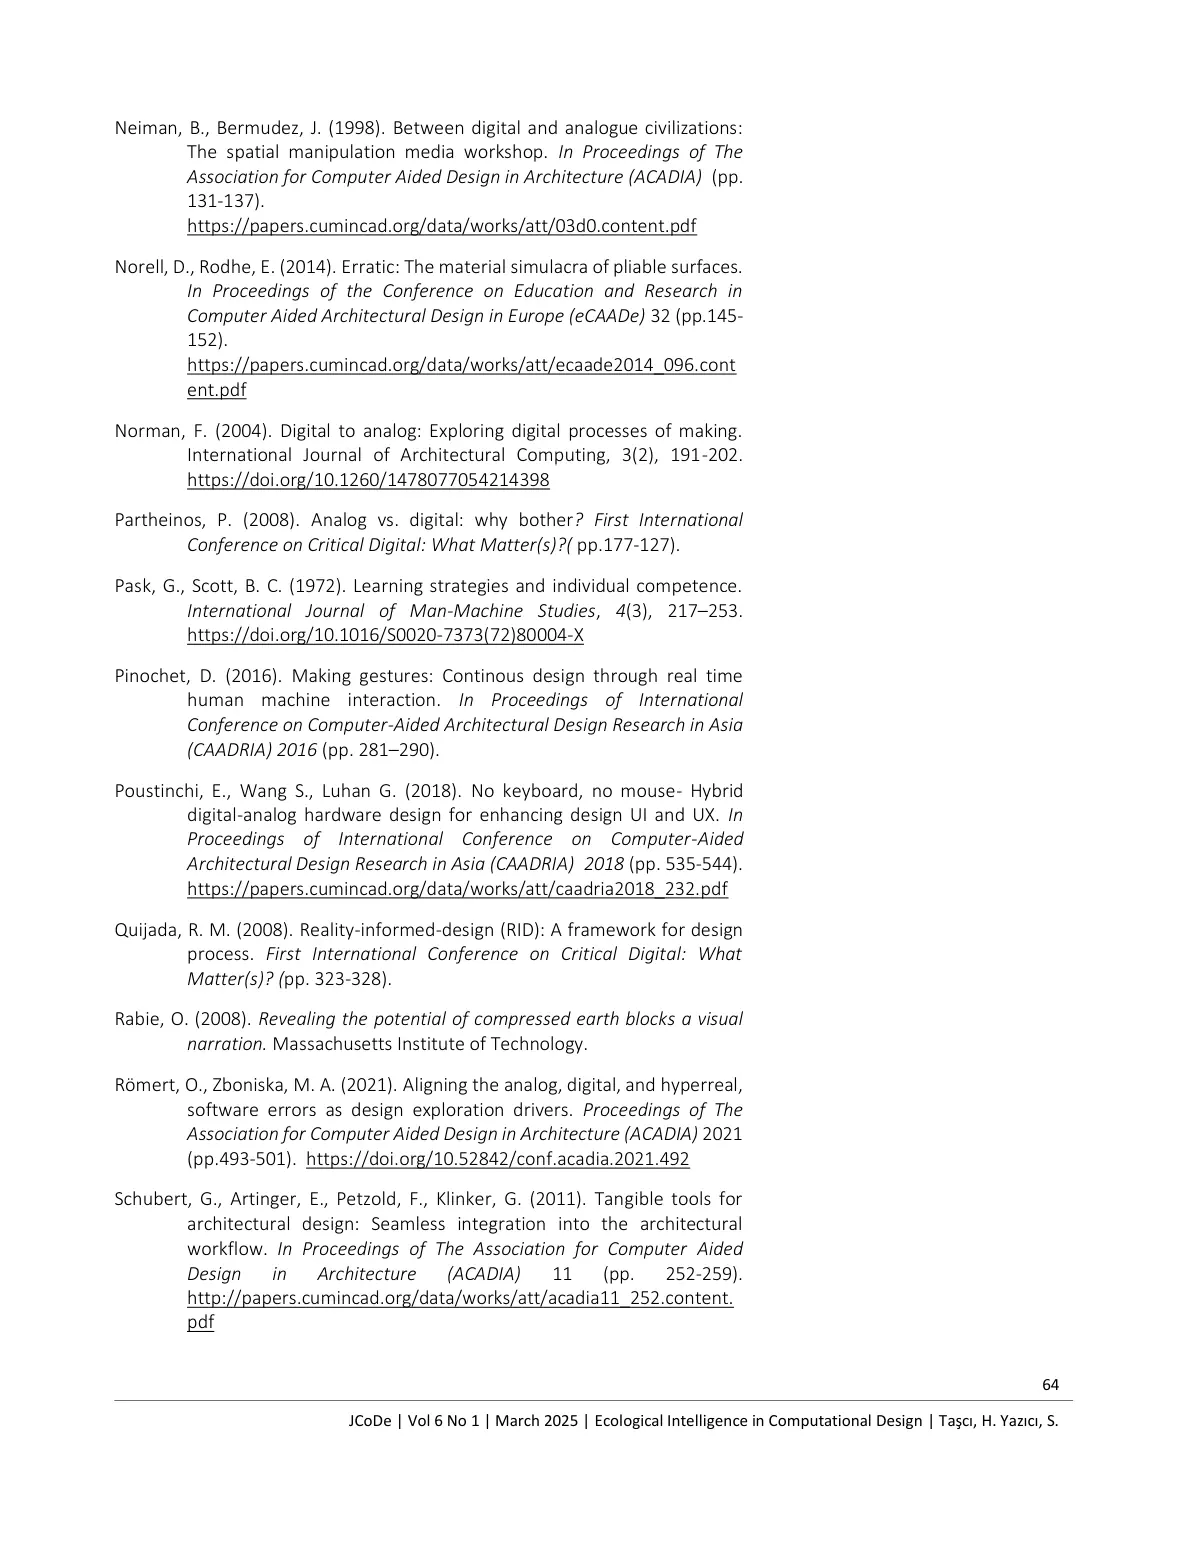 Neiman, B., Bermudez, J. (1998). Between digital and analogue civilizations:
The spatial manipulation media workshop. In Proceedings of The
Association for Computer Aided Design in Architecture (ACADIA) (pp.
131-137).
https://papers.cumincad.org/data/works/att/03d0.content.pdf
Norell, D., Rodhe, E. (2014). Erratic: The material simulacra of pliable surfaces.
In Proceedings of the Conference on Education and Research in
Computer Aided Architectural Design in Europe (eCAADe) 32 (pp.145-
152).
https://papers.cumincad.org/data/works/att/ecaade2014_096.cont
ent.pdf
Norman, F. (2004). Digital to analog: Exploring digital processes of making.
International Journal of Architectural Computing, 3(2), 191-202.
https://doi.org/10.1260/1478077054214398
Partheinos, P. (2008). Analog vs. digital: why bother? First International
Conference on Critical Digital: What Matter(s)?( pp.177-127).
Pask, G., Scott, B. C. (1972). Learning strategies and individual competence.
International Journal of Man-Machine Studies, 4(3), 217–253.
https://doi.org/10.1016/S0020-7373(72)80004-X
Pinochet, D. (2016). Making gestures: Continous design through real time
human machine interaction. In Proceedings of International
Conference on Computer-Aided Architectural Design Research in Asia
(CAADRIA) 2016 (pp. 281–290).
Poustinchi, E., Wang S., Luhan G. (2018). No keyboard, no mouse- Hybrid
digital-analog hardware design for enhancing design UI and UX. In
Proceedings of International Conference on Computer-Aided
Architectural Design Research in Asia (CAADRIA) 2018 (pp. 535-544).
https://papers.cumincad.org/data/works/att/caadria2018_232.pdf
Quijada, R. M. (2008). Reality-informed-design (RID): A framework for design
process. First International Conference on Critical Digital: What
Matter(s)? (pp. 323-328).
Rabie, O. (2008). Revealing the potential of compressed earth blocks a visual
narration. Massachusetts Institute of Technology.
Römert, O., Zboniska, M. A. (2021). Aligning the analog, digital, and hyperreal,
software errors as design exploration drivers. Proceedings of The
Association for Computer Aided Design in Architecture (ACADIA) 2021
(pp.493-501). https://doi.org/10.52842/conf.acadia.2021.492
Schubert, G., Artinger, E., Petzold, F., Klinker, G. (2011). Tangible tools for
architectural design: Seamless integration into the architectural
workflow. In Proceedings of The Association for Computer Aided
Design in Architecture (ACADIA) 11 (pp. 252-259).
http://papers.cumincad.org/data/works/att/acadia11_252.content.
pdf
64
JCoDe | Vol 6 No 1 | March 2025 | Ecological Intelligence in Computational Design | Taşcı, H. Yazıcı, S.